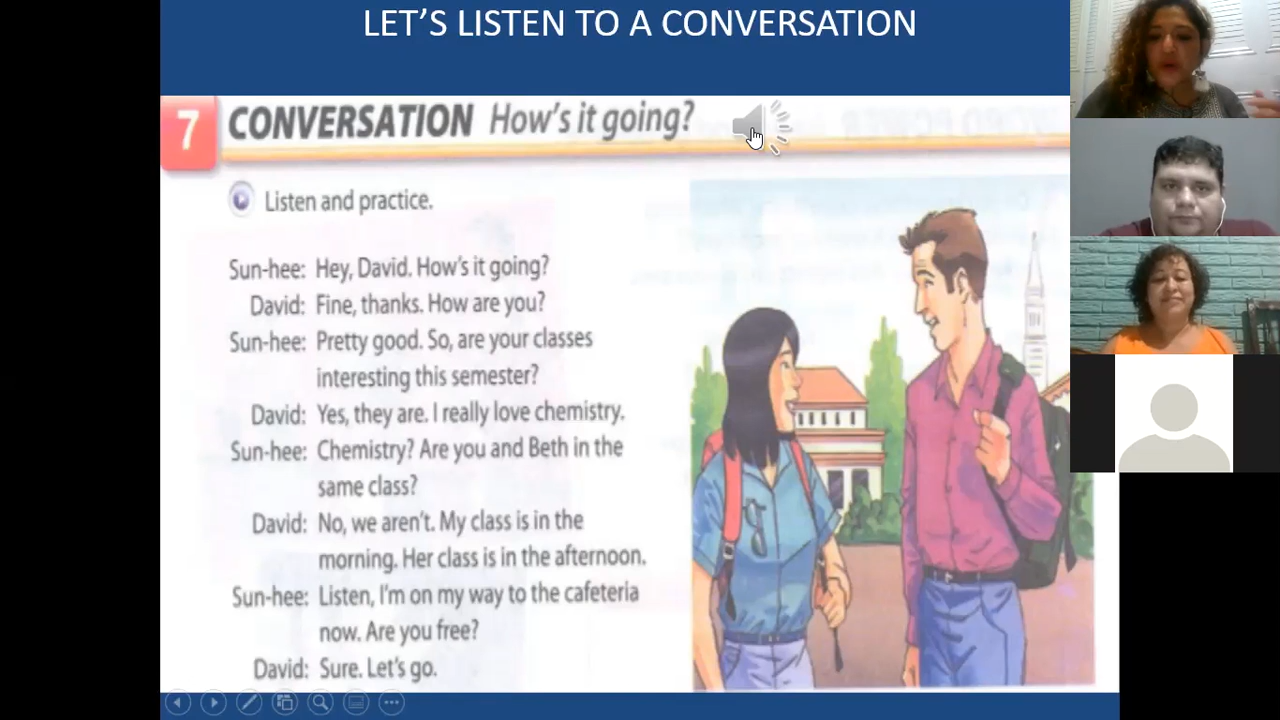 LET'S LISTEN TO A CONVERSATION
7 CONVERSATION How's it going?
Listen and practice.
Sun-hee: Hey, David. How's it going?
David: Fine, thanks. How are you?
Sun-hee: Pretty good. So, are your classes
interesting this semester?
David: Yes, they are. I really love chemistry.
Sun-hee: Chemistry? Are you and Beth in the
same class?
David: No, we aren't. My class is in the
morning. Her class is in the afternoon.
Sun-hee: Listen, I'm on my way to the cafeteria
now. Are you free?
David: Sure. Let's go.